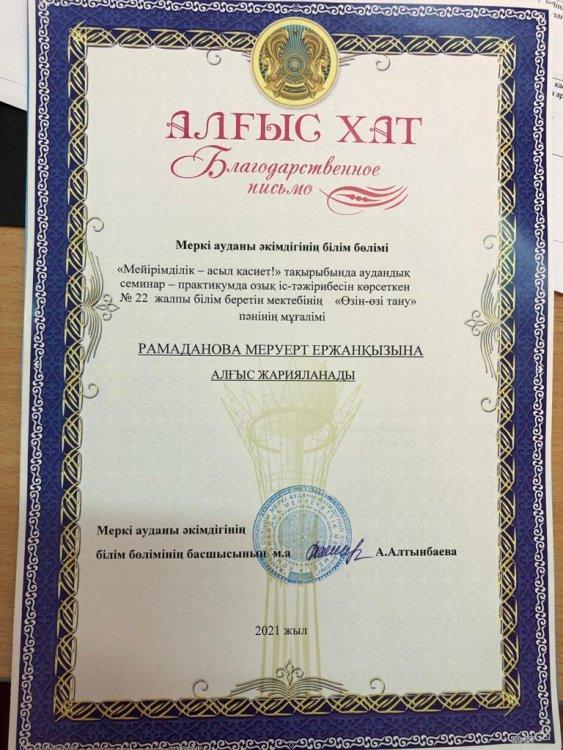 АЛҒЫС ХАТ
Благодарственное
письмо
Меркі ауданы әкімдігінің білім бөлімі
«Мейірімділік – асыл қасиет!» тақырыбында аудандық
семинар – практикумда озық іс-тәжірибесін көрсеткен
№ 22 жалпы білім беретін мектебінің «Өзін-өзі тану»
пәнінің мұғалімі
РАМАДАНОВА МЕРУЕРТ ЕРЖАНҚЫЗЫНА
АЛҒЫС ЖАРИЯЛАНАДЫ
Меркі ауданы әкімдігінің
білім бөлімінің басшысының м.а А.Алтынбаева
2021 жыл